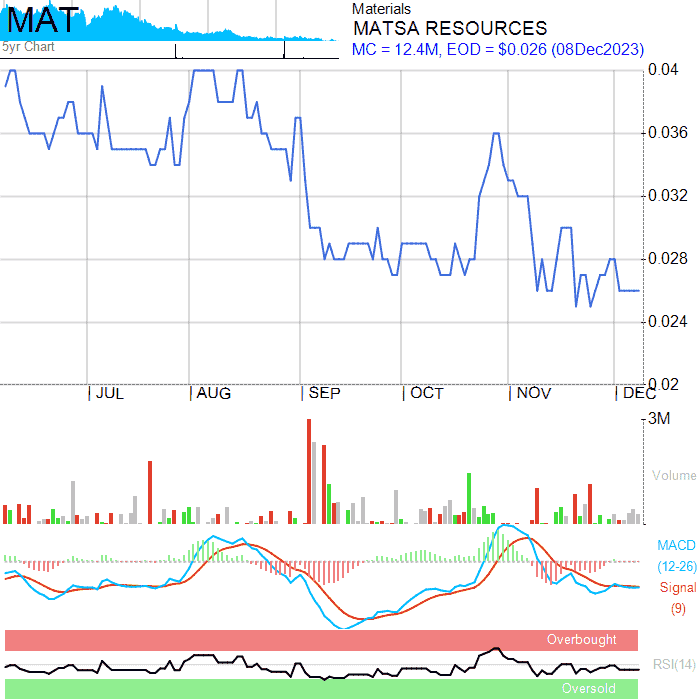 MAT
5yr Chart
Materials
MATSA RESOURCES
MC = 12.4M, EOD = $0.026 (08Dec2023)
0.04
0.036
0.032
0.028
0.024
0.02
JUL AUG SEP OCT NOV DEC
3M
Volume
MACD
(12-26)
Signal
(9)
Overbought
RSI(14)
Oversold